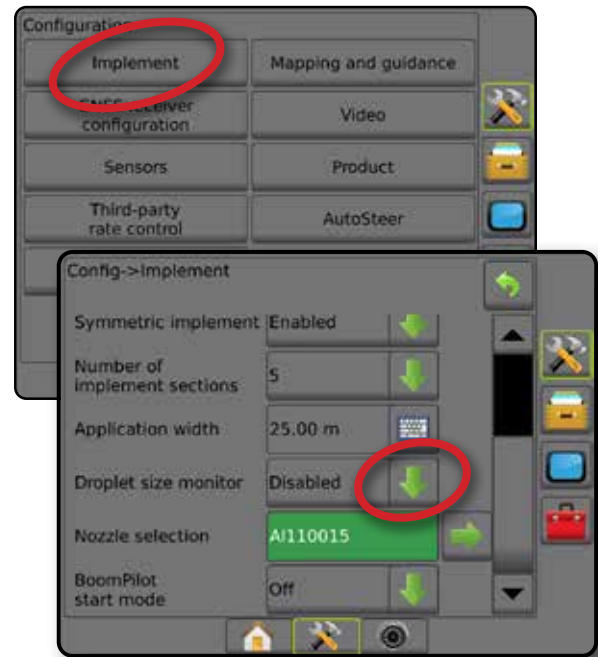 Configuration
Implement
Mapping and guidance
GNSS receiver
configuration
Video
Sensors
Product
Third-party
rate control
AutoSteer
Config->Implement
Symmetric implement Enabled
Number of
implement sections
5
Application width 25.00 m
Droplet size monitor Disabled
Nozzle selection AI110015
BoomPilot
start mode
Off